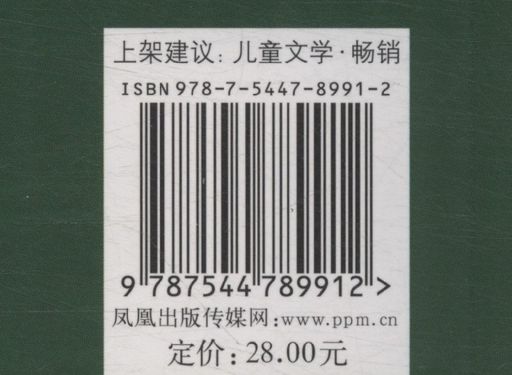 上架建议：儿童文学·畅销
ISBN 978-7-5447-8991-2
9 787544 789912 >
凤凰出版传媒网:www.ppm.cn
定价:28.00元